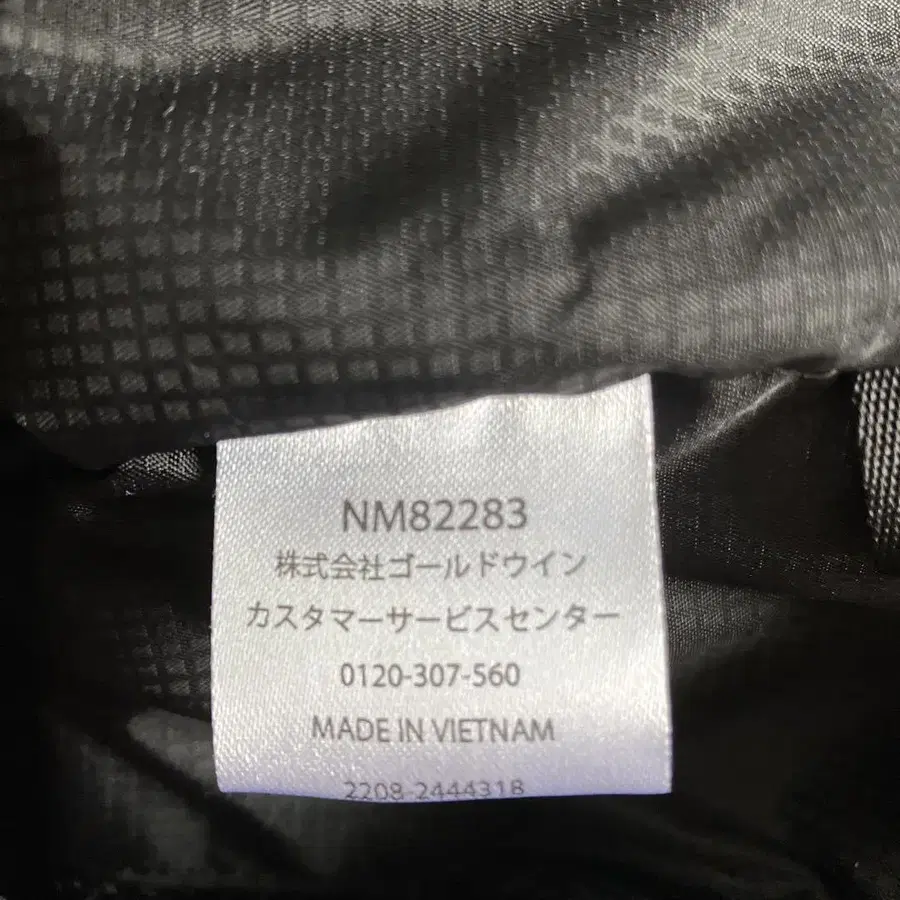 NM82283
株式会社ゴールドウイン
カスタマーサービスセンター
0120-307-560
MADE IN VIETNAM
2208-2444318